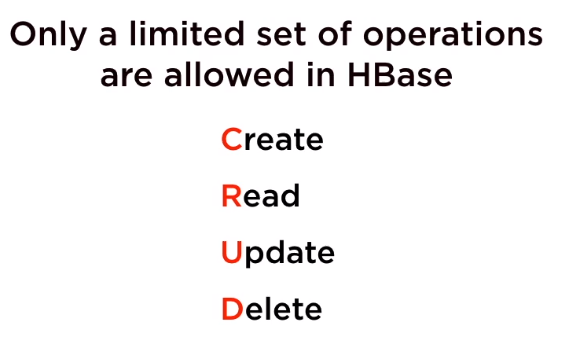 Only a limited set of operations
are allowed in HBase
Create
Read
Update
Delete